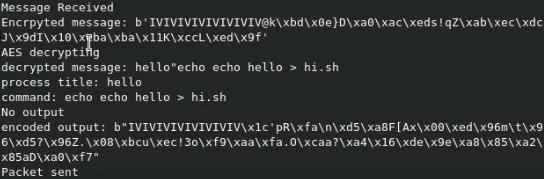 Message Received
Encrpyted message: b'IVIVIVIVIVIVIVIV@k\xbd\x0e}D\xa0\xac\xeds!qZ\xab\xec\xdc
J\x9dI\x10\xba\xba\x11K\xccL\xed\x9f'
AES decrypting
decrypted message: hello"echo echo hello > hi.sh
process title: hello
command: echo echo hello > hi.sh
No output
encoded output: b"IVIVIVIVIVIVIVIV\x1c'pR\xfa\n\xd5\xa8F[Ax\x00\xed\x96m\t\x9
6\xd5?\x96Z.\x08\xbcu\xec!3o\xf9\xaa\xfa.O\xcaa?\xa4\x16\xde\x9e\xa8\x85\xa2\
x85aD\xa0\xf7"
Packet sent